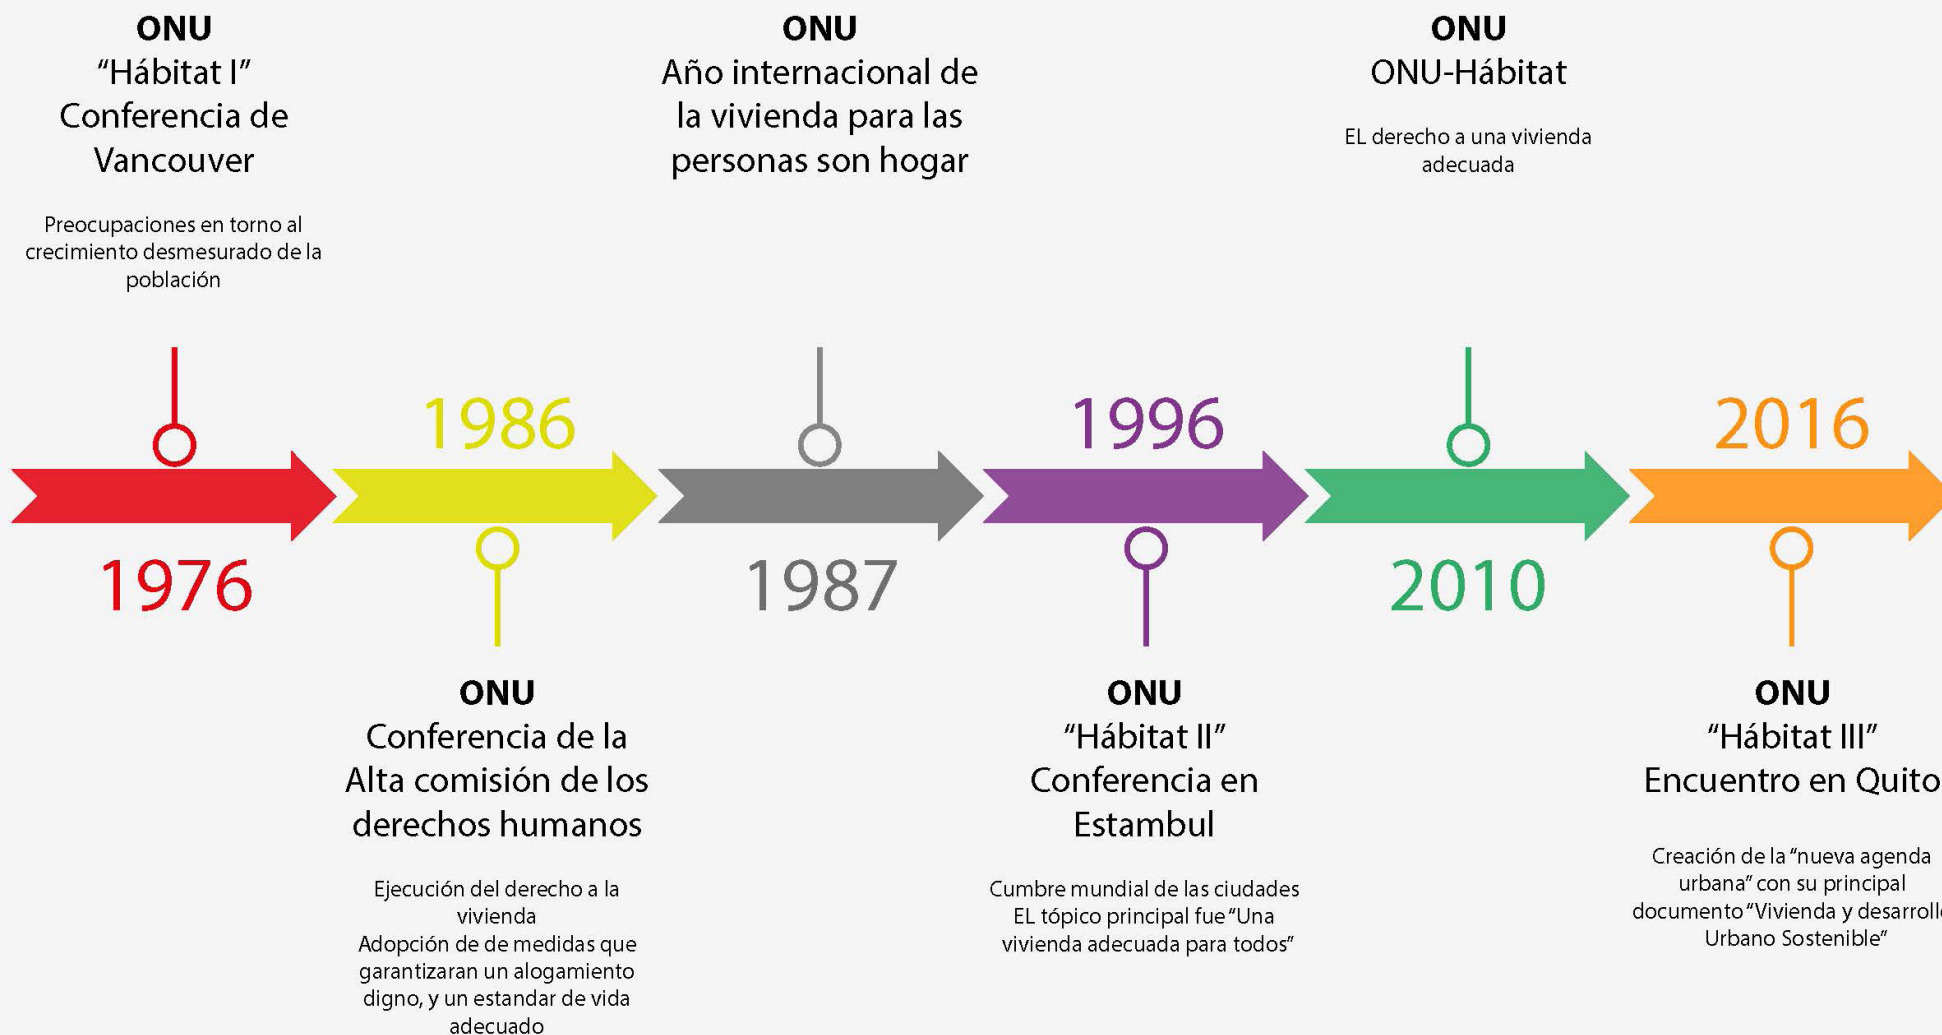 ONU
“Hábitat I”
Conferencia de
Vancouver
Preocupaciones en torno al
crecimiento desmesurado de la
población
1976
1986
ONU
Conferencia de la
Alta comisión de los
derechos humanos
Ejecución del derecho a la
vivienda
Adopción de de medidas que
garantizaran un alogamiento
digno, y un estandar de vida
adecuado
ONU
Año internacional de
la vivienda para las
personas son hogar
1987
1996
ONU
“Hábitat II”
Conferencia en
Estambul
Cumbre mundial de las ciudades
EL tópico principal fue “Una
vivienda adecuada para todos”
ONU
ONU-Hábitat
EL derecho a una vivienda
adecuada
2010
2016
ONU
“Hábitat III”
Encuentro en Quito
Creación de la “nueva agenda
urbana” con su principal
documento “Vivienda y desarrollo
Urbano Sostenible”